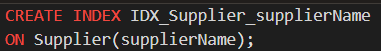 CREATE INDEX IDX_Supplier_supplierName
ON Supplier(supplierName);